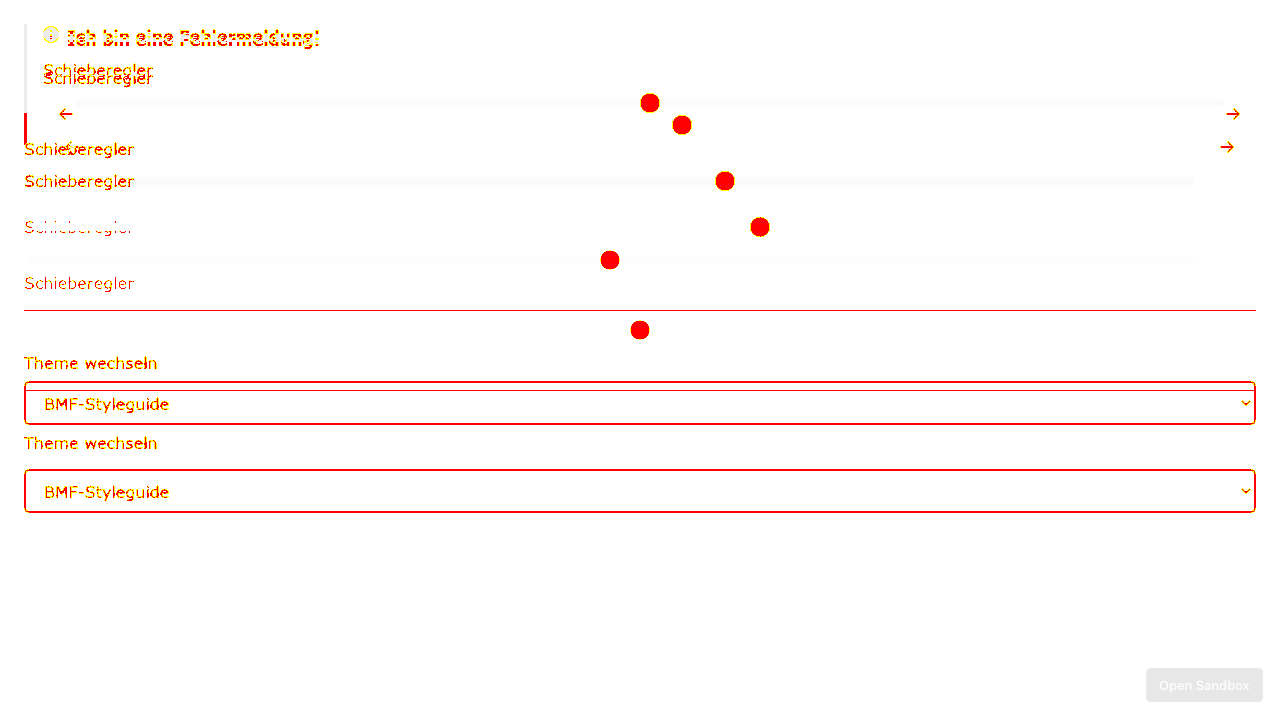 Ich bin eine Fehlermeldung!
Schieberegler
Schieberegler
Schieberegler
Schieberegler
Schieberegler
Schieberegler
Theme wechseln
BMF-Styleguide
Theme wechseln
BMF-Styleguide
Open Sandbox